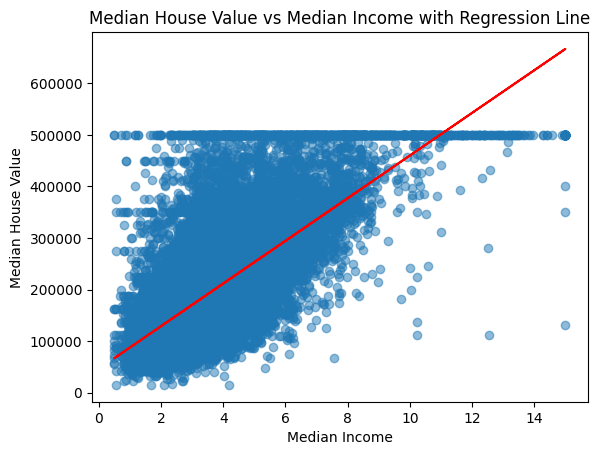 Median House Value vs Median Income with Regression Line
600000
500000
400000
300000
200000
100000
0
Median House Value
0 2 4 6 8 10 12 14
Median Income